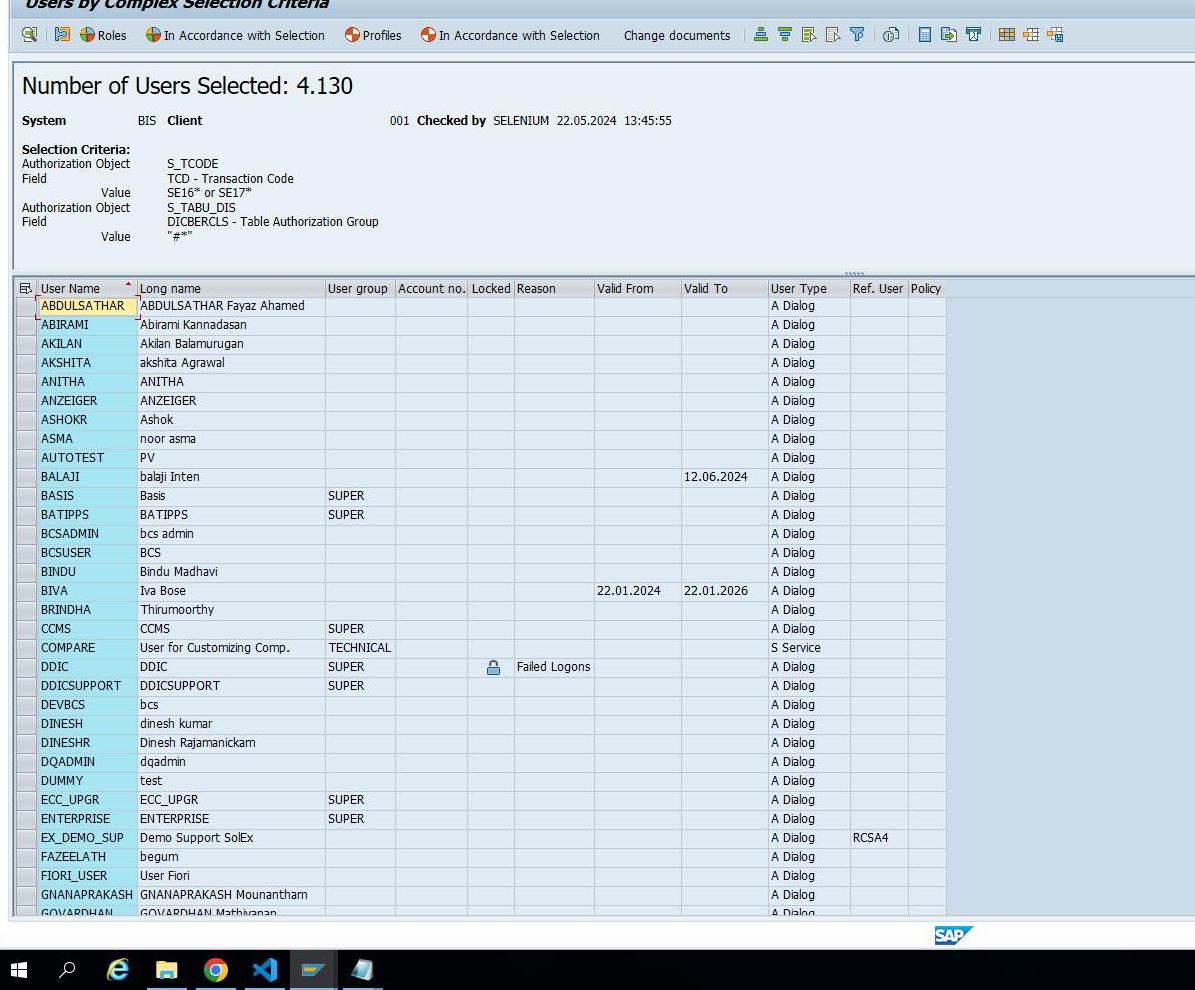 Users by Complex Selection Criteria
Roles In Accordance with Selection Profiles In Accordance with Selection Change documents
Number of Users Selected: 4.130
System BIS Client 001 Checked by SELENIUM 22.05.2024 13:45:55
Selection Criteria:
Authorization Object S_TCODE
Field TCD - Transaction Code
Value SE16* or SE17*
Authorization Object S_TABU_DIS
Field DICBERCLS - Table Authorization Group
Value "#*"
User Name Long name User group Account no. Locked Reason Valid From Valid To User Type Ref. User Policy
ABDULSATHAR ABDULSATHAR Fayaz Ahamed A Dialog
ABIRAMI Abirami Kannadasan A Dialog
AKILAN Akilan Balamurugan A Dialog
AKSHITA akshita Agrawal A Dialog
ANITHA ANITHA A Dialog
ANZEIGER ANZEIGER A Dialog
ASHOKR Ashok A Dialog
ASMA noor asma A Dialog
AUTOTEST PV A Dialog
BALAJI balaji Inten 12.06.2024 A Dialog
BASIS Basis SUPER A Dialog
BATIPPS BATIPPS SUPER A Dialog
BCSADMIN bcs admin A Dialog
BCSUSER BCS A Dialog
BINDU Bindu Madhavi A Dialog
BIVA Iva Bose 22.01.2024 22.01.2026 A Dialog
BRINDHA Thirumoorthy A Dialog
CCMS CCMS SUPER A Dialog
COMPARE User for Customizing Comp. TECHNICAL S Service
DDIC DDIC SUPER Failed Logons A Dialog
DDICSUPPORT DDICSUPPORT SUPER A Dialog
DEVBCS bcs A Dialog
DINESH dinesh kumar A Dialog
DINESHR Dinesh Rajamanickam A Dialog
DQADMIN dqadmin A Dialog
DUMMY test A Dialog
ECC_UPGR ECC_UPGR SUPER A Dialog
ENTERPRISE ENTERPRISE SUPER A Dialog
EX_DEMO_SUP Demo Support SolEx A Dialog RCSA4
FAZEELATH begum A Dialog
FIORI_USER User Fiori A Dialog
GNANAPRAKASH GNANAPRAKASH Mounantham A Dialog
GOVARDHAN GOVARDHAN Mathivanan A Dialog
SAP